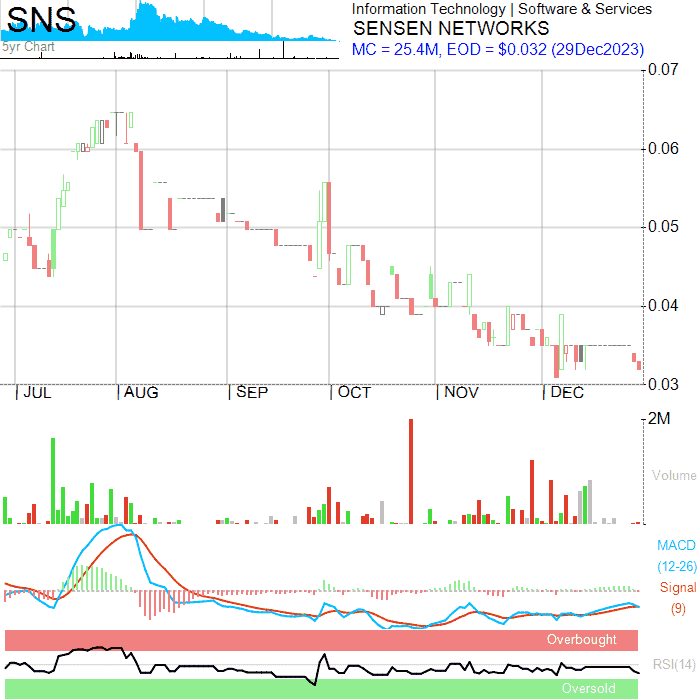 SNS
Information Technology | Software & Services
SENSEN NETWORKS
5yr Chart
MC = 25.4M, EOD = $0.032 (29Dec2023)
0.07
0.06
0.05
0.04
0.03
JUL AUG SEP OCT NOV DEC
2M
Volume
MACD
(12-26)
Signal
(9)
Overbought
RSI(14)
Oversold